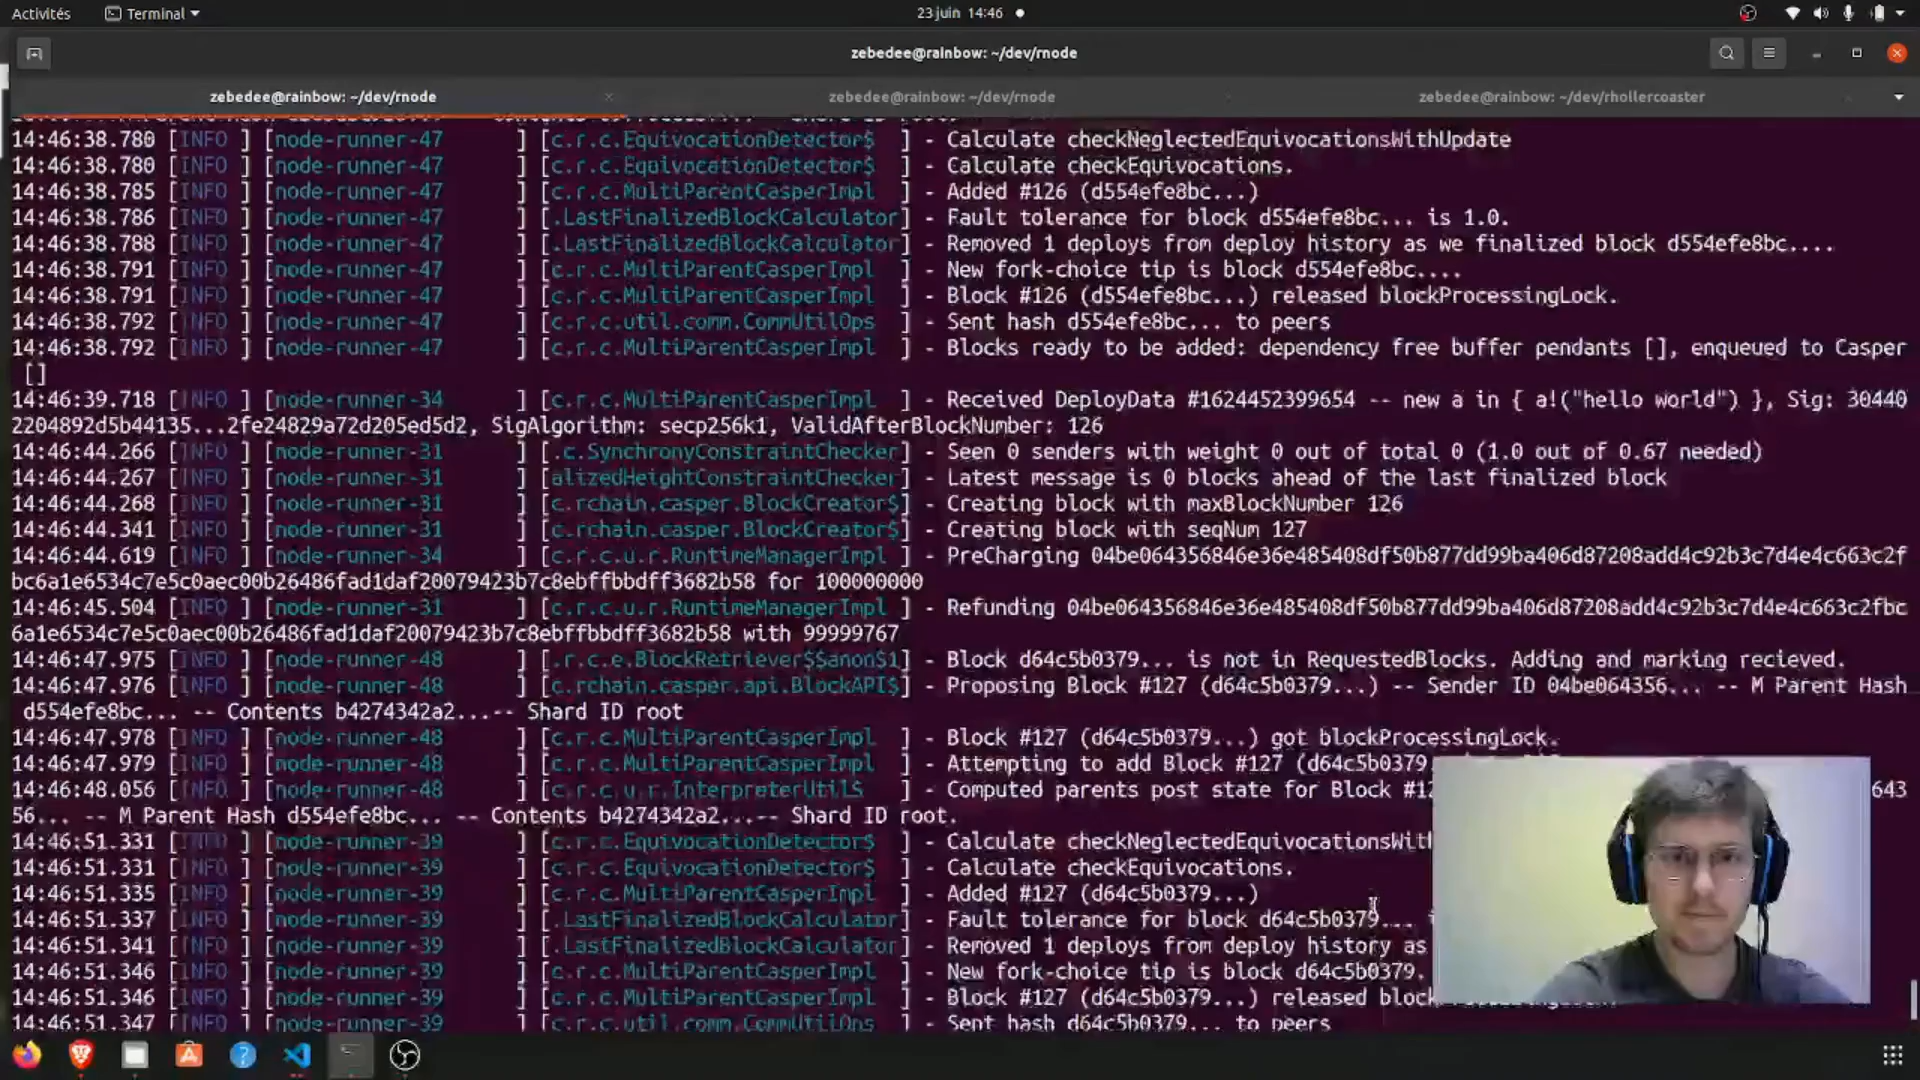 Activités
Terminal
23 juin 14:46
zebedee@rainbow: ~/dev/rnode
zebedee@rainbow: ~/dev/rnode
zebedee@rainbow: ~/dev/rnode
zebedee@rainbow: ~/dev/rhollercoaster
14:46:38.780 [INFO ] [node-runner-47 ] [c.r.c.EquivocationDetector$ ] - Calculate checkNeglectedEquivocationsWithUpdate
14:46:38.780 [INFO ] [node-runner-47 ] [c.r.c.EquivocationDetector$ ] - Calculate checkEquivocations.
14:46:38.785 [INFO ] [node-runner-47 ] [c.r.c.MultiParentCasperImpl ] - Added #126 (d554efe8bc...)
14:46:38.786 [INFO ] [node-runner-47 ] [.LastFinalizedBlockCalculator] - Fault tolerance for block d554efe8bc... is 1.0.
14:46:38.788 [INFO ] [node-runner-47 ] [.LastFinalizedBlockCalculator] - Removed 1 deploys from deploy history as we finalized block d554efe8bc....
14:46:38.791 [INFO ] [node-runner-47 ] [c.r.c.MultiParentCasperImpl ] - New fork-choice tip is block d554efe8bc....
14:46:38.791 [INFO ] [node-runner-47 ] [c.r.c.MultiParentCasperImpl ] - Block #126 (d554efe8bc...) released blockProcessingLock.
14:46:38.792 [INFO ] [node-runner-47 ] [c.r.c.util.comm.CommUtilOps ] - Sent hash d554efe8bc... to peers
14:46:38.792 [INFO ] [node-runner-47 ] [c.r.c.MultiParentCasperImpl ] - Blocks ready to be added: dependency free buffer pendants [], enqueued to Casper
[]
14:46:39.718 [INFO ] [node-runner-34 ] [c.r.c.MultiParentCasperImpl ] - Received DeployData #1624452399654 -- new a in { a!("hello world") }, Sig: 30440
2204892d5b44135...2fe24829a72d205ed5d2, SigAlgorithm: secp256k1, ValidAfterBlockNumber: 126
14:46:44.266 [INFO ] [node-runner-31 ] [.c.SynchronyConstraintChecker] - Seen 0 senders with weight 0 out of total 0 (1.0 out of 0.67 needed)
14:46:44.267 [INFO ] [node-runner-31 ] [alizedHeightConstraintChecker] - Latest message is 0 blocks ahead of the last finalized block
14:46:44.268 [INFO ] [node-runner-31 ] [c.rchain.casper.BlockCreator$] - Creating block with maxBlockNumber 126
14:46:44.341 [INFO ] [node-runner-31 ] [c.rchain.casper.BlockCreator$] - Creating block with seqNum 127
14:46:44.619 [INFO ] [node-runner-34 ] [c.r.c.u.r.RuntimeManagerImpl ] - PreCharging 04be064356846e36e485408df50b877dd99ba406d87208add4c92b3c7d4e4c663c2f
bc6a1e6534c7e5c0aec00b26486fad1daf20079423b7c8ebffbbdff3682b58 for 100000000
14:46:45.504 [INFO ] [node-runner-31 ] [c.r.c.u.r.RuntimeManagerImpl ] - Refunding 04be064356846e36e485408df50b877dd99ba406d87208add4c92b3c7d4e4c663c2fbc
6a1e6534c7e5c0aec00b26486fad1daf20079423b7c8ebffbbdff3682b58 with 99999767
14:46:47.975 [INFO ] [node-runner-48 ] [.r.c.e.BlockRetriever$$anon$1] - Block d64c5b0379... is not in RequestedBlocks. Adding and marking recieved.
14:46:47.976 [INFO ] [node-runner-48 ] [c.rchain.casper.api.BlockAPI$] - Proposing Block #127 (d64c5b0379...) -- Sender ID 04be064356... -- M Parent Hash
d554efe8bc... -- Contents b4274342a2...-- Shard ID root
14:46:47.978 [INFO ] [node-runner-48 ] [c.r.c.MultiParentCasperImpl ] - Block #127 (d64c5b0379...) got blockProcessingLock.
14:46:47.979 [INFO ] [node-runner-48 ] [c.r.c.MultiParentCasperImpl ] - Attempting to add Block #127 (d64c5b0379
14:46:48.056 [INFO ] [node-runner-48 ] [c.r.c.u.r.InterpreterUtil$ ] - Computed parents post state for Block #12 643
56... -- M Parent Hash d554efe8bc... -- Contents b4274342a2...-- Shard ID root.
14:46:51.331 [INFO ] [node-runner-39 ] [c.r.c.EquivocationDetector$ ] - Calculate checkNeglectedEquivocationsWit
14:46:51.331 [INFO ] [node-runner-39 ] [c.r.c.EquivocationDetector$ ] - Calculate checkEquivocations.
14:46:51.335 [INFO ] [node-runner-39 ] [c.r.c.MultiParentCasperImpl ] - Added #127 (d64c5b0379...)
14:46:51.337 [INFO ] [node-runner-39 ] [.LastFinalizedBlockCalculator] - Fault tolerance for block d64c5b0379...
14:46:51.341 [INFO ] [node-runner-39 ] [.LastFinalizedBlockCalculator] - Removed 1 deploys from deploy history as
14:46:51.346 [INFO ] [node-runner-39 ] [c.r.c.MultiParentCasperImpl ] - New fork-choice tip is block d64c5b0379.
14:46:51.346 [INFO ] [node-runner-39 ] [c.r.c.MultiParentCasperImpl ] - Block #127 (d64c5b0379...) released block
14:46:51.347 [INFO ] [node-runner-39 ] [c.r.c.util.comm.CommUtilOps ] - Sent hash d64c5b0379... to peers